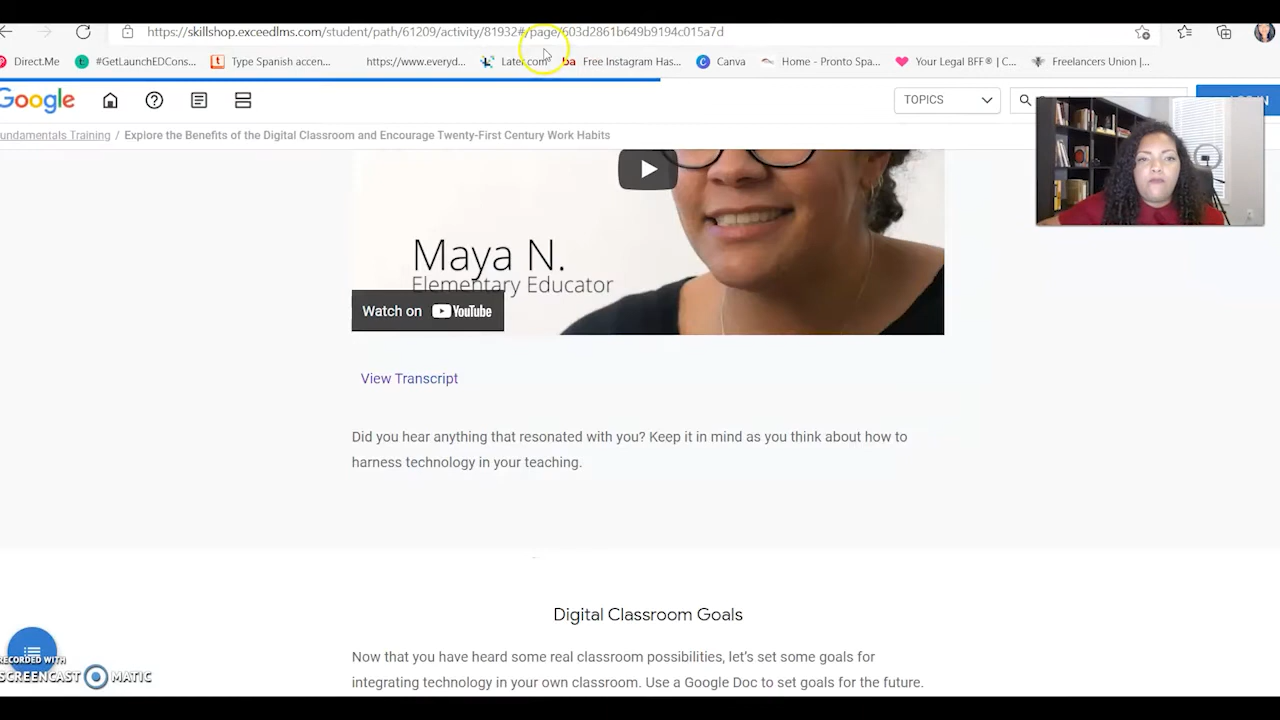 https://skillshop.exceedlms.com/student/path/61209/activity/81932#/page/603d2861b649b9194c015a7d
Direct.Me #GetLaunchEDCons... Type Spanish accen... https://www.everyd... Later.com ba Free Instagram Has... Canva Home - Pronto Spa... Your Legal BFF® | C... Freelancers Union |...
Google TOPICS
undamentals Training / Explore the Benefits of the Digital Classroom and Encourage Twenty-First Century Work Habits
Maya N.
Elementary Educator
Watch on YouTube
View Transcript
Did you hear anything that resonated with you? Keep it in mind as you think about how to
harness technology in your teaching.
Digital Classroom Goals
Now that you have heard some real classroom possibilities, let's set some goals for
integrating technology in your own classroom. Use a Google Doc to set goals for the future.
RECORDED WITH
SCREENCAST MATIC